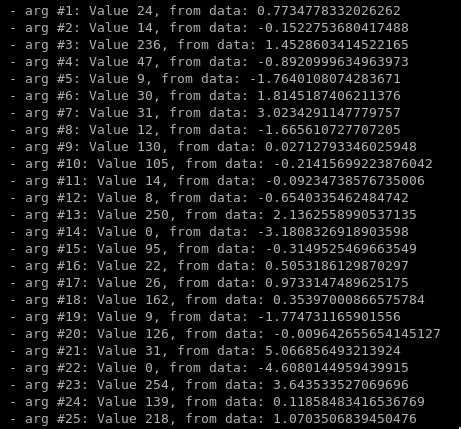 - arg #1: Value 24, from data: 0.7734778332026262
- arg #2: Value 14, from data: -0.1522753680417488
- arg #3: Value 236, from data: 1.4528603414522165
- arg #4: Value 47, from data: -0.8920999634963973
- arg #5: Value 9, from data: -1.7640108074283671
- arg #6: Value 30, from data: 1.8145187406211376
- arg #7: Value 31, from data: 3.0234291147779757
- arg #8: Value 12, from data: -1.665610727707205
- arg #9: Value 130, from data: 0.02712793346025948
- arg #10: Value 105, from data: -0.21415699223876042
- arg #11: Value 14, from data: -0.09234738576735006
- arg #12: Value 8, from data: -0.6540335462484742
- arg #13: Value 250, from data: 2.1362558990537135
- arg #14: Value 0, from data: -3.1808326918903598
- arg #15: Value 95, from data: -0.3149525469663549
- arg #16: Value 22, from data: 0.5053186129870297
- arg #17: Value 26, from data: 0.9733147489625175
- arg #18: Value 162, from data: 0.35397000866575784
- arg #19: Value 9, from data: -1.774731165901556
- arg #20: Value 126, from data: -0.009642655654145127
- arg #21: Value 31, from data: 5.066856493213924
- arg #22: Value 0, from data: -4.6080144959439915
- arg #23: Value 254, from data: 3.643533527069696
- arg #24: Value 139, from data: 0.11858483416536769
- arg #25: Value 218, from data: 1.0703506839450476